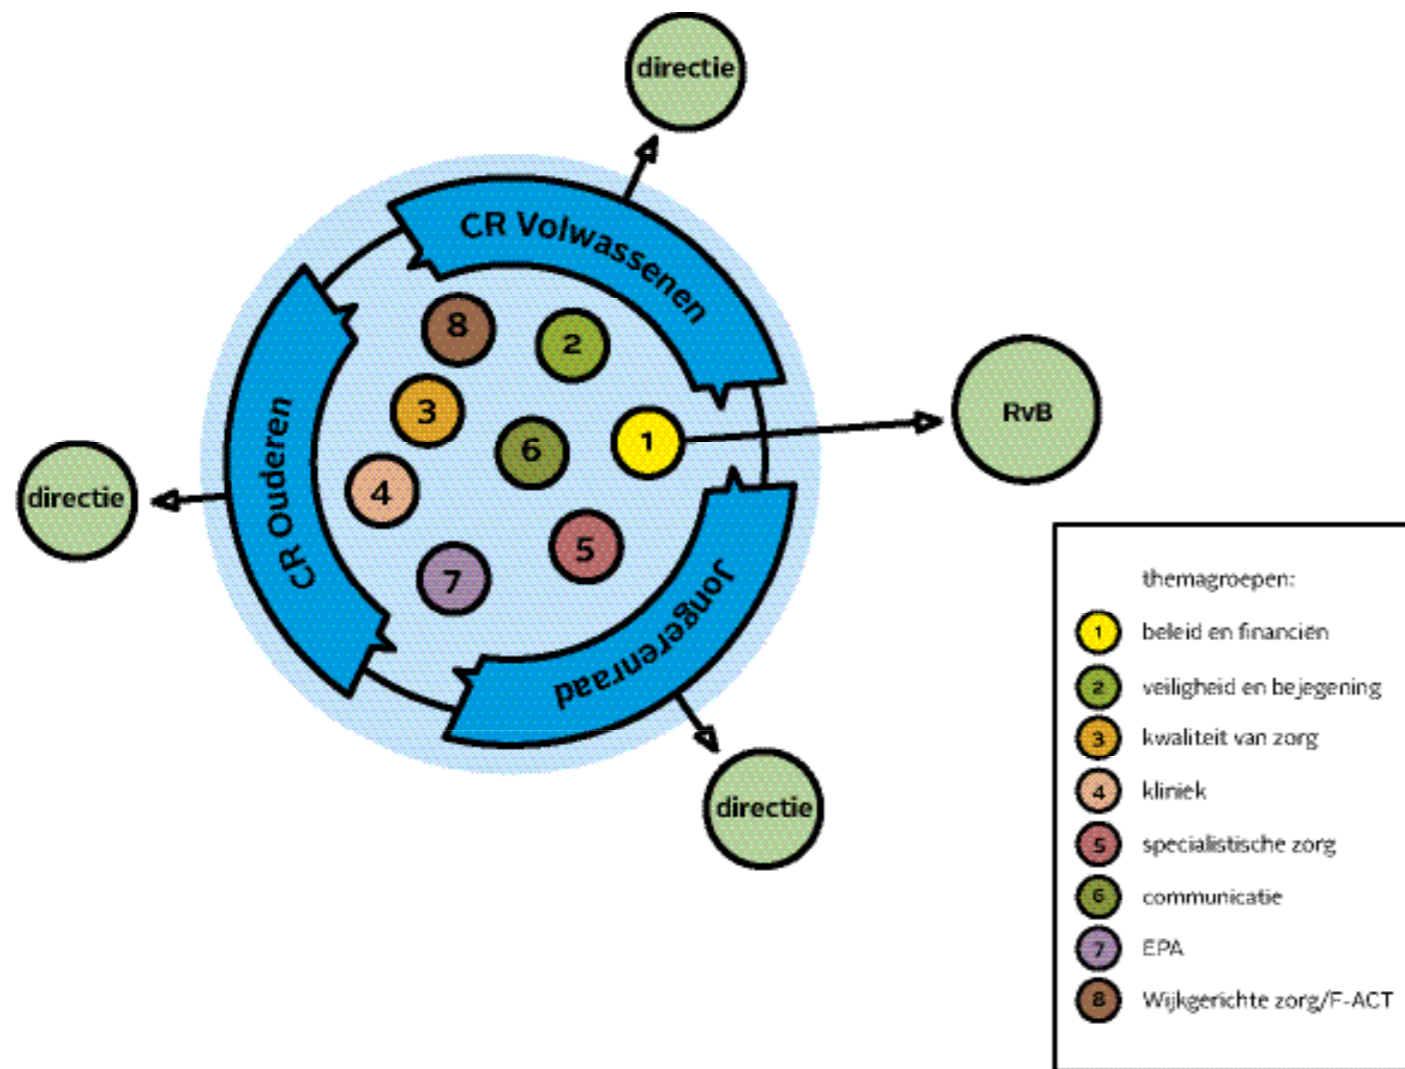 directie
CR Volwassenen
8
2
3
6
1
RvB
CR Ouderen
4
directie
5
7
Jongerenraad
directie
themagroepen:
1 beleid en financiën
2 veiligheid en bejegening
3 kwaliteit van zorg
4 kliniek
5 specialistische zorg
6 communicatie
7 EPA
8 Wijkgerichte zorg/F-ACT